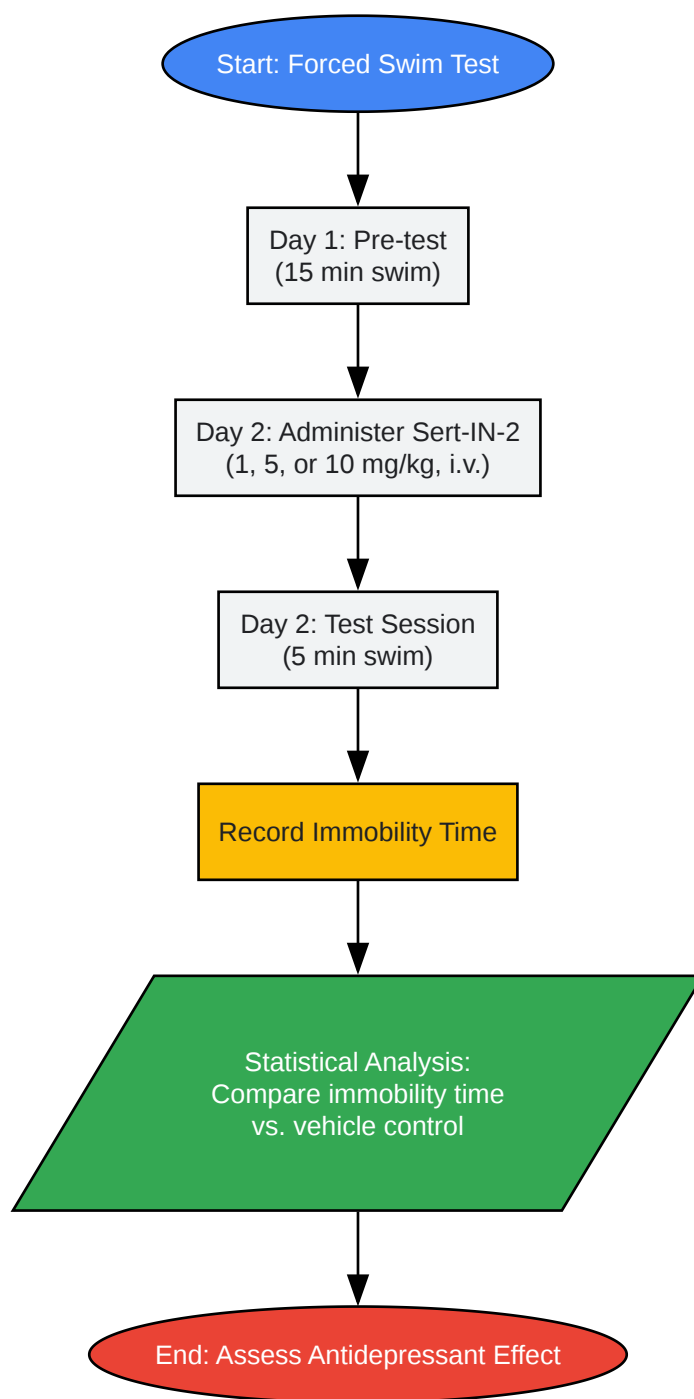 Start: Forced Swim Test
Day 1: Pre-test
(15 min swim)
Day 2: Administer Sert-IN-2
(1, 5, or 10 mg/kg, i.v.)
Day 2: Test Session
(5 min swim)
Record Immobility Time
Statistical Analysis:
Compare immobility time
vs. vehicle control
End: Assess Antidepressant Effect